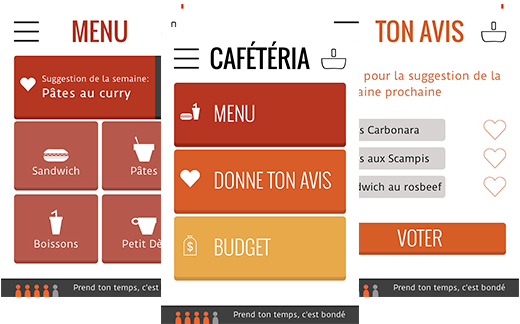 MENU
Suggestion de la semaine:
Pâtes au curry
Sandwich
Pâtes
Boissons
Petit Dé
Prend ton temps, c'est
CAFÉTÉRIA
MENU
DONNE TON AVIS
BUDGET
$
Prend ton temps, c'est bondé
TON AVIS
pour la suggestion de la
aine prochaine
s Carbonara
s aux Scampis
dwich au rosbeef
VOTER
Prend ton temps, c'est bondé